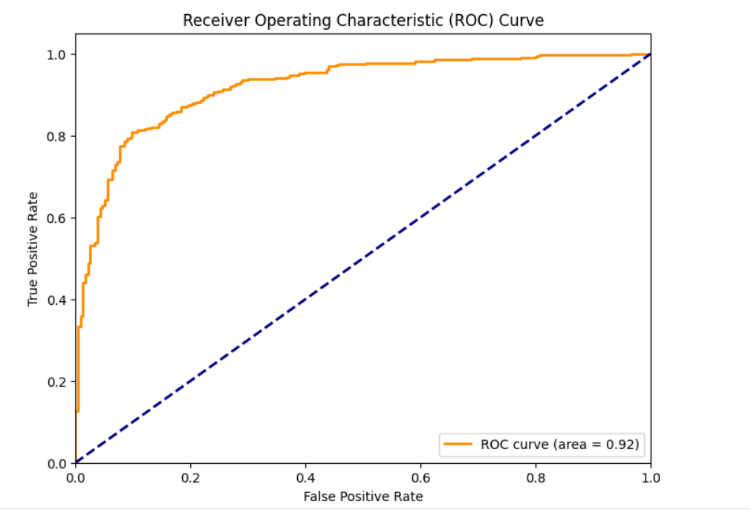 Receiver Operating Characteristic (ROC) Curve
1.0
0.8
0.6
0.4
0.2
0.0
True Positive Rate
ROC curve (area = 0.92)
0.0 0.2 0.4 0.6 0.8 1.0
False Positive Rate